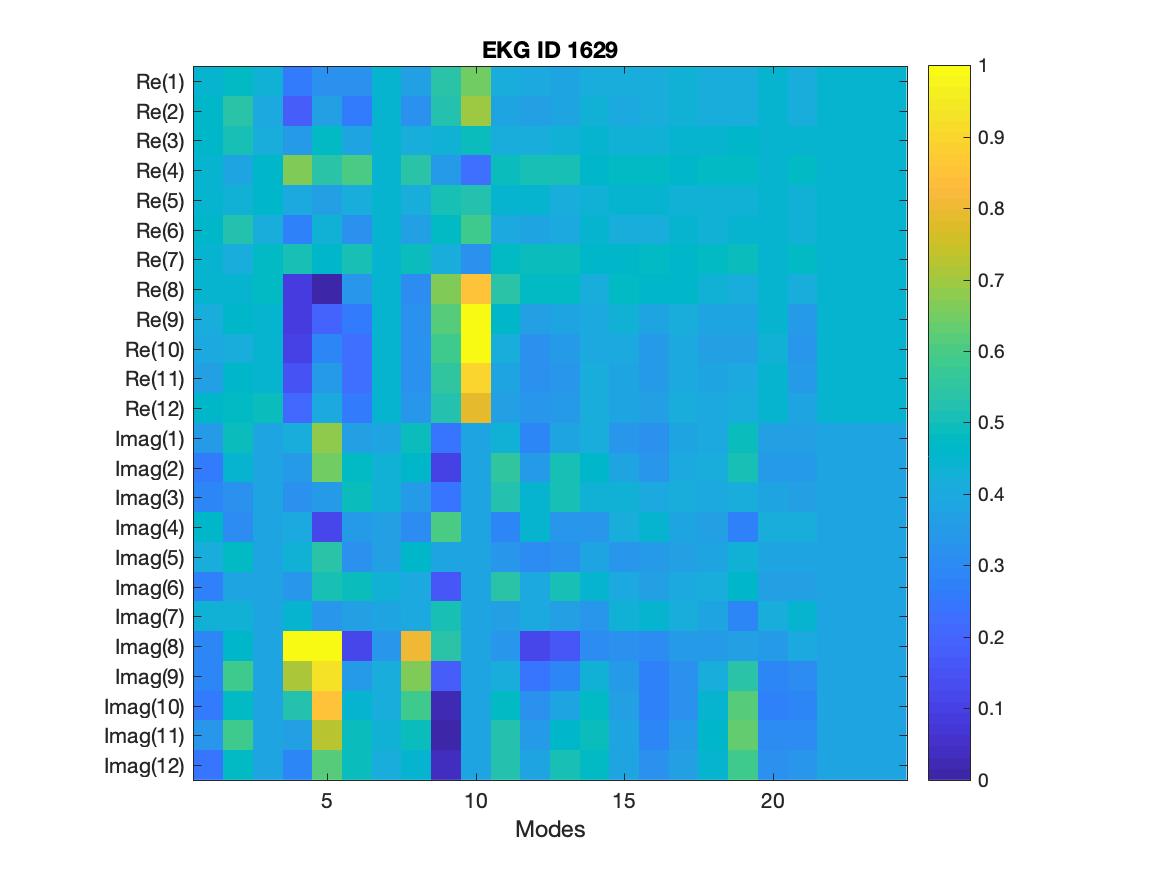 EKG ID 1629
Re(1)
Re(2)
Re(3)
Re(4)
Re(5)
Re(6)
Re(7)
Re(8)
Re(9)
Re(10)
Re(11)
Re(12)
Imag(1)
Imag(2)
Imag(3)
Imag(4)
Imag(5)
Imag(6)
Imag(7)
Imag(8)
Imag(9)
Imag(10)
Imag(11)
Imag(12)
5 10 15 20
Modes
1
0.9
0.8
0.7
0.6
0.5
0.4
0.3
0.2
0.1
0